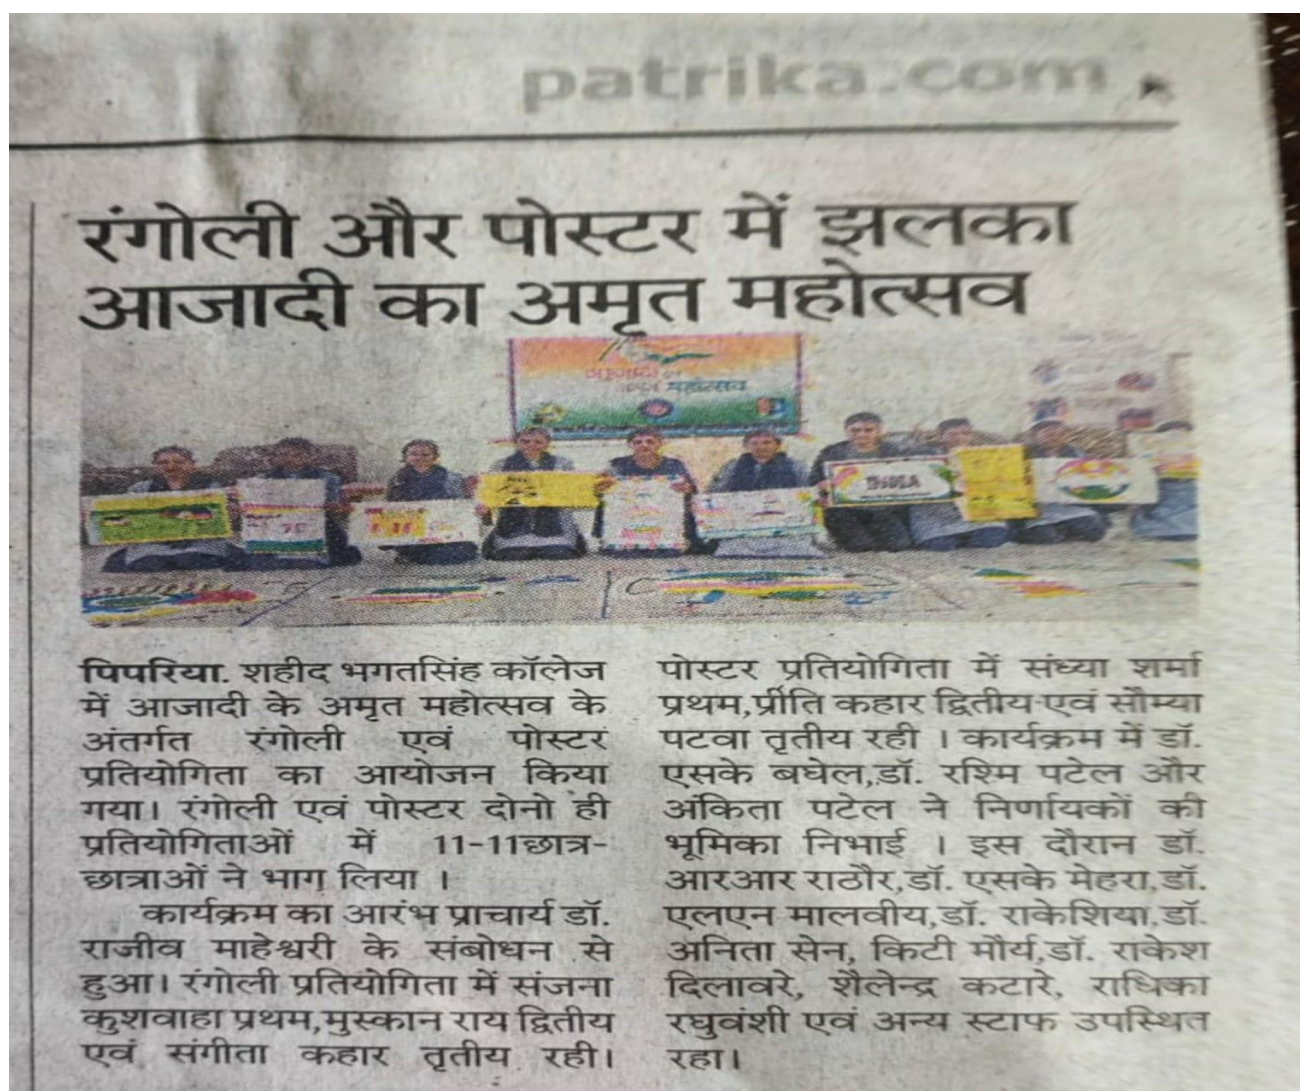 patrika.com
रंगोली और पोस्टर में झलका
आजादी का अमृत महोत्सव
महोत्सव
INDIA
पिपरिया. शहीद भगतसिंह कॉलेज
में आजादी के अमृत महोत्सव के
अंतर्गत रंगोली एवं पोस्टर
प्रतियोगिता का आयोजन किया
गया। रंगोली एवं पोस्टर दोनो ही
प्रतियोगिताओं में 11-11छात्र-
छात्राओं ने भाग लिया ।
कार्यक्रम का आरंभ प्राचार्य डॉ.
राजीव माहेश्वरी के संबोधन से
हुआ। रंगोली प्रतियोगिता में संजना
कुशवाहा प्रथम,मुस्कान राय द्वितीय
एवं संगीता कहार तृतीय रही।
पोस्टर प्रतियोगिता में संध्या शर्मा
प्रथम,प्रीति कहार द्वितीय एवं सौम्या
पटवा तृतीय रही । कार्यक्रम में डॉ.
एसके बघेल,डॉ. रश्मि पटेल और
अंकिता पटेल ने निर्णायकों की
भूमिका निभाई । इस दौरान डॉ.
आरआर राठौर,डॉ. एसके मेहरा,डॉ.
एलएन मालवीय,डॉ. राकेशिया,डॉ.
अनिता सेन, किटी मौर्य,डॉ. राकेश
दिलावरे, शैलेन्द्र कटारे, राधिका
रघुवंशी एवं अन्य स्टाफ उपस्थित
रहा।